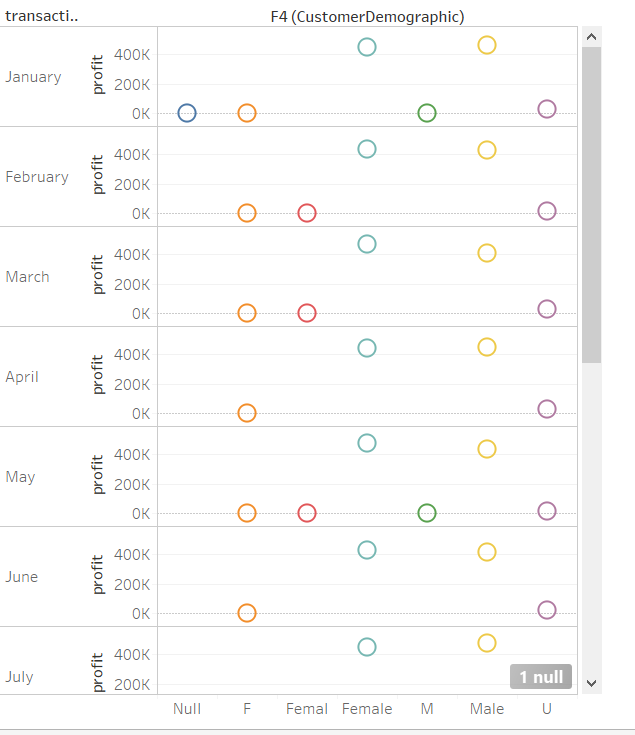 transacti..
F4 (CustomerDemographic)
January
profit
400K
200K
0K
February
profit
400K
200K
0K
March
profit
400K
200K
0K
April
profit
400K
200K
0K
May
profit
400K
200K
0K
June
profit
400K
200K
0K
July
profit
400K
200K
1 null
Null F Femal Female M Male U